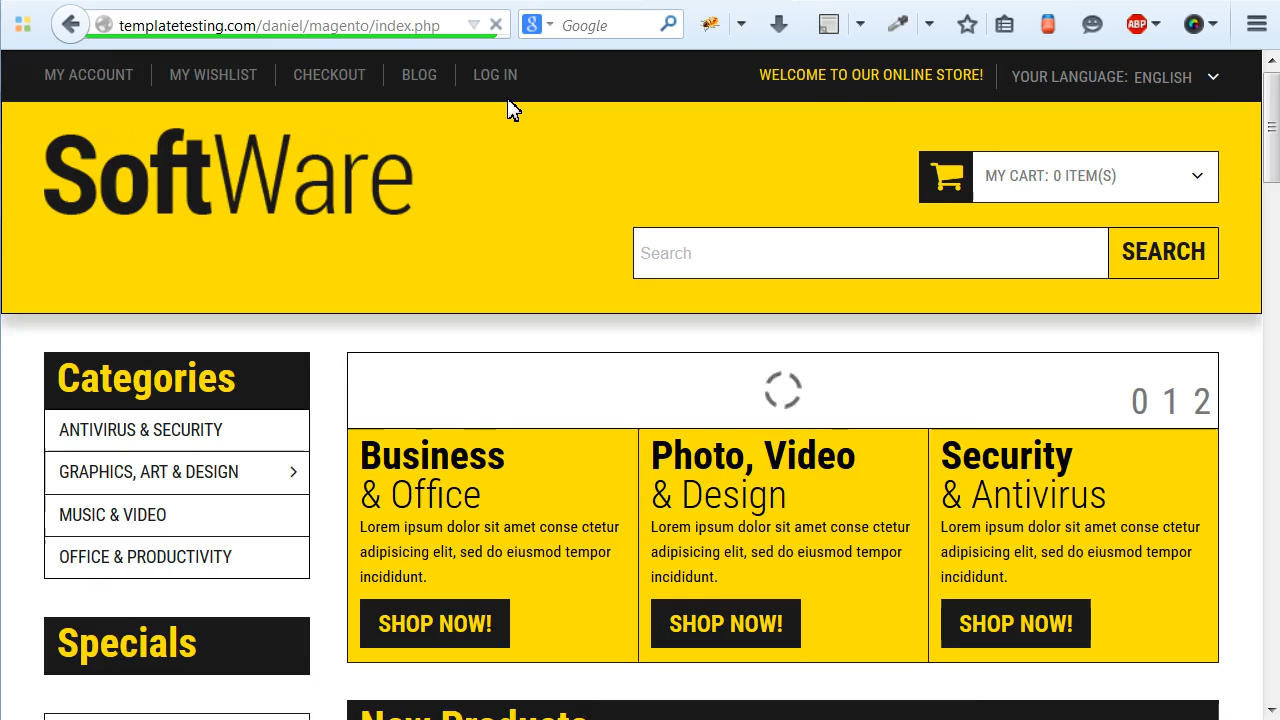 templatetesting.com/daniel/magento/index.php
Google
ABP
MY ACCOUNT
MY WISHLIST
CHECKOUT
BLOG
LOG IN
WELCOME TO OUR ONLINE STORE!
YOUR LANGUAGE: ENGLISH
SoftWare
MY CART: 0 ITEM(S)
Search
SEARCH
Categories
ANTIVIRUS & SECURITY
GRAPHICS, ART & DESIGN
MUSIC & VIDEO
OFFICE & PRODUCTIVITY
Specials
0 1 2
Business
& Office
Lorem ipsum dolor sit amet conse ctetur
adipisicing elit, sed do eiusmod tempor
incididunt.
SHOP NOW!
Photo, Video
& Design
Lorem ipsum dolor sit amet conse ctetur
adipisicing elit, sed do eiusmod tempor
incididunt.
SHOP NOW!
Security
& Antivirus
Lorem ipsum dolor sit amet conse ctetur
adipisicing elit, sed do eiusmod tempor
incididunt.
SHOP NOW!
New Products